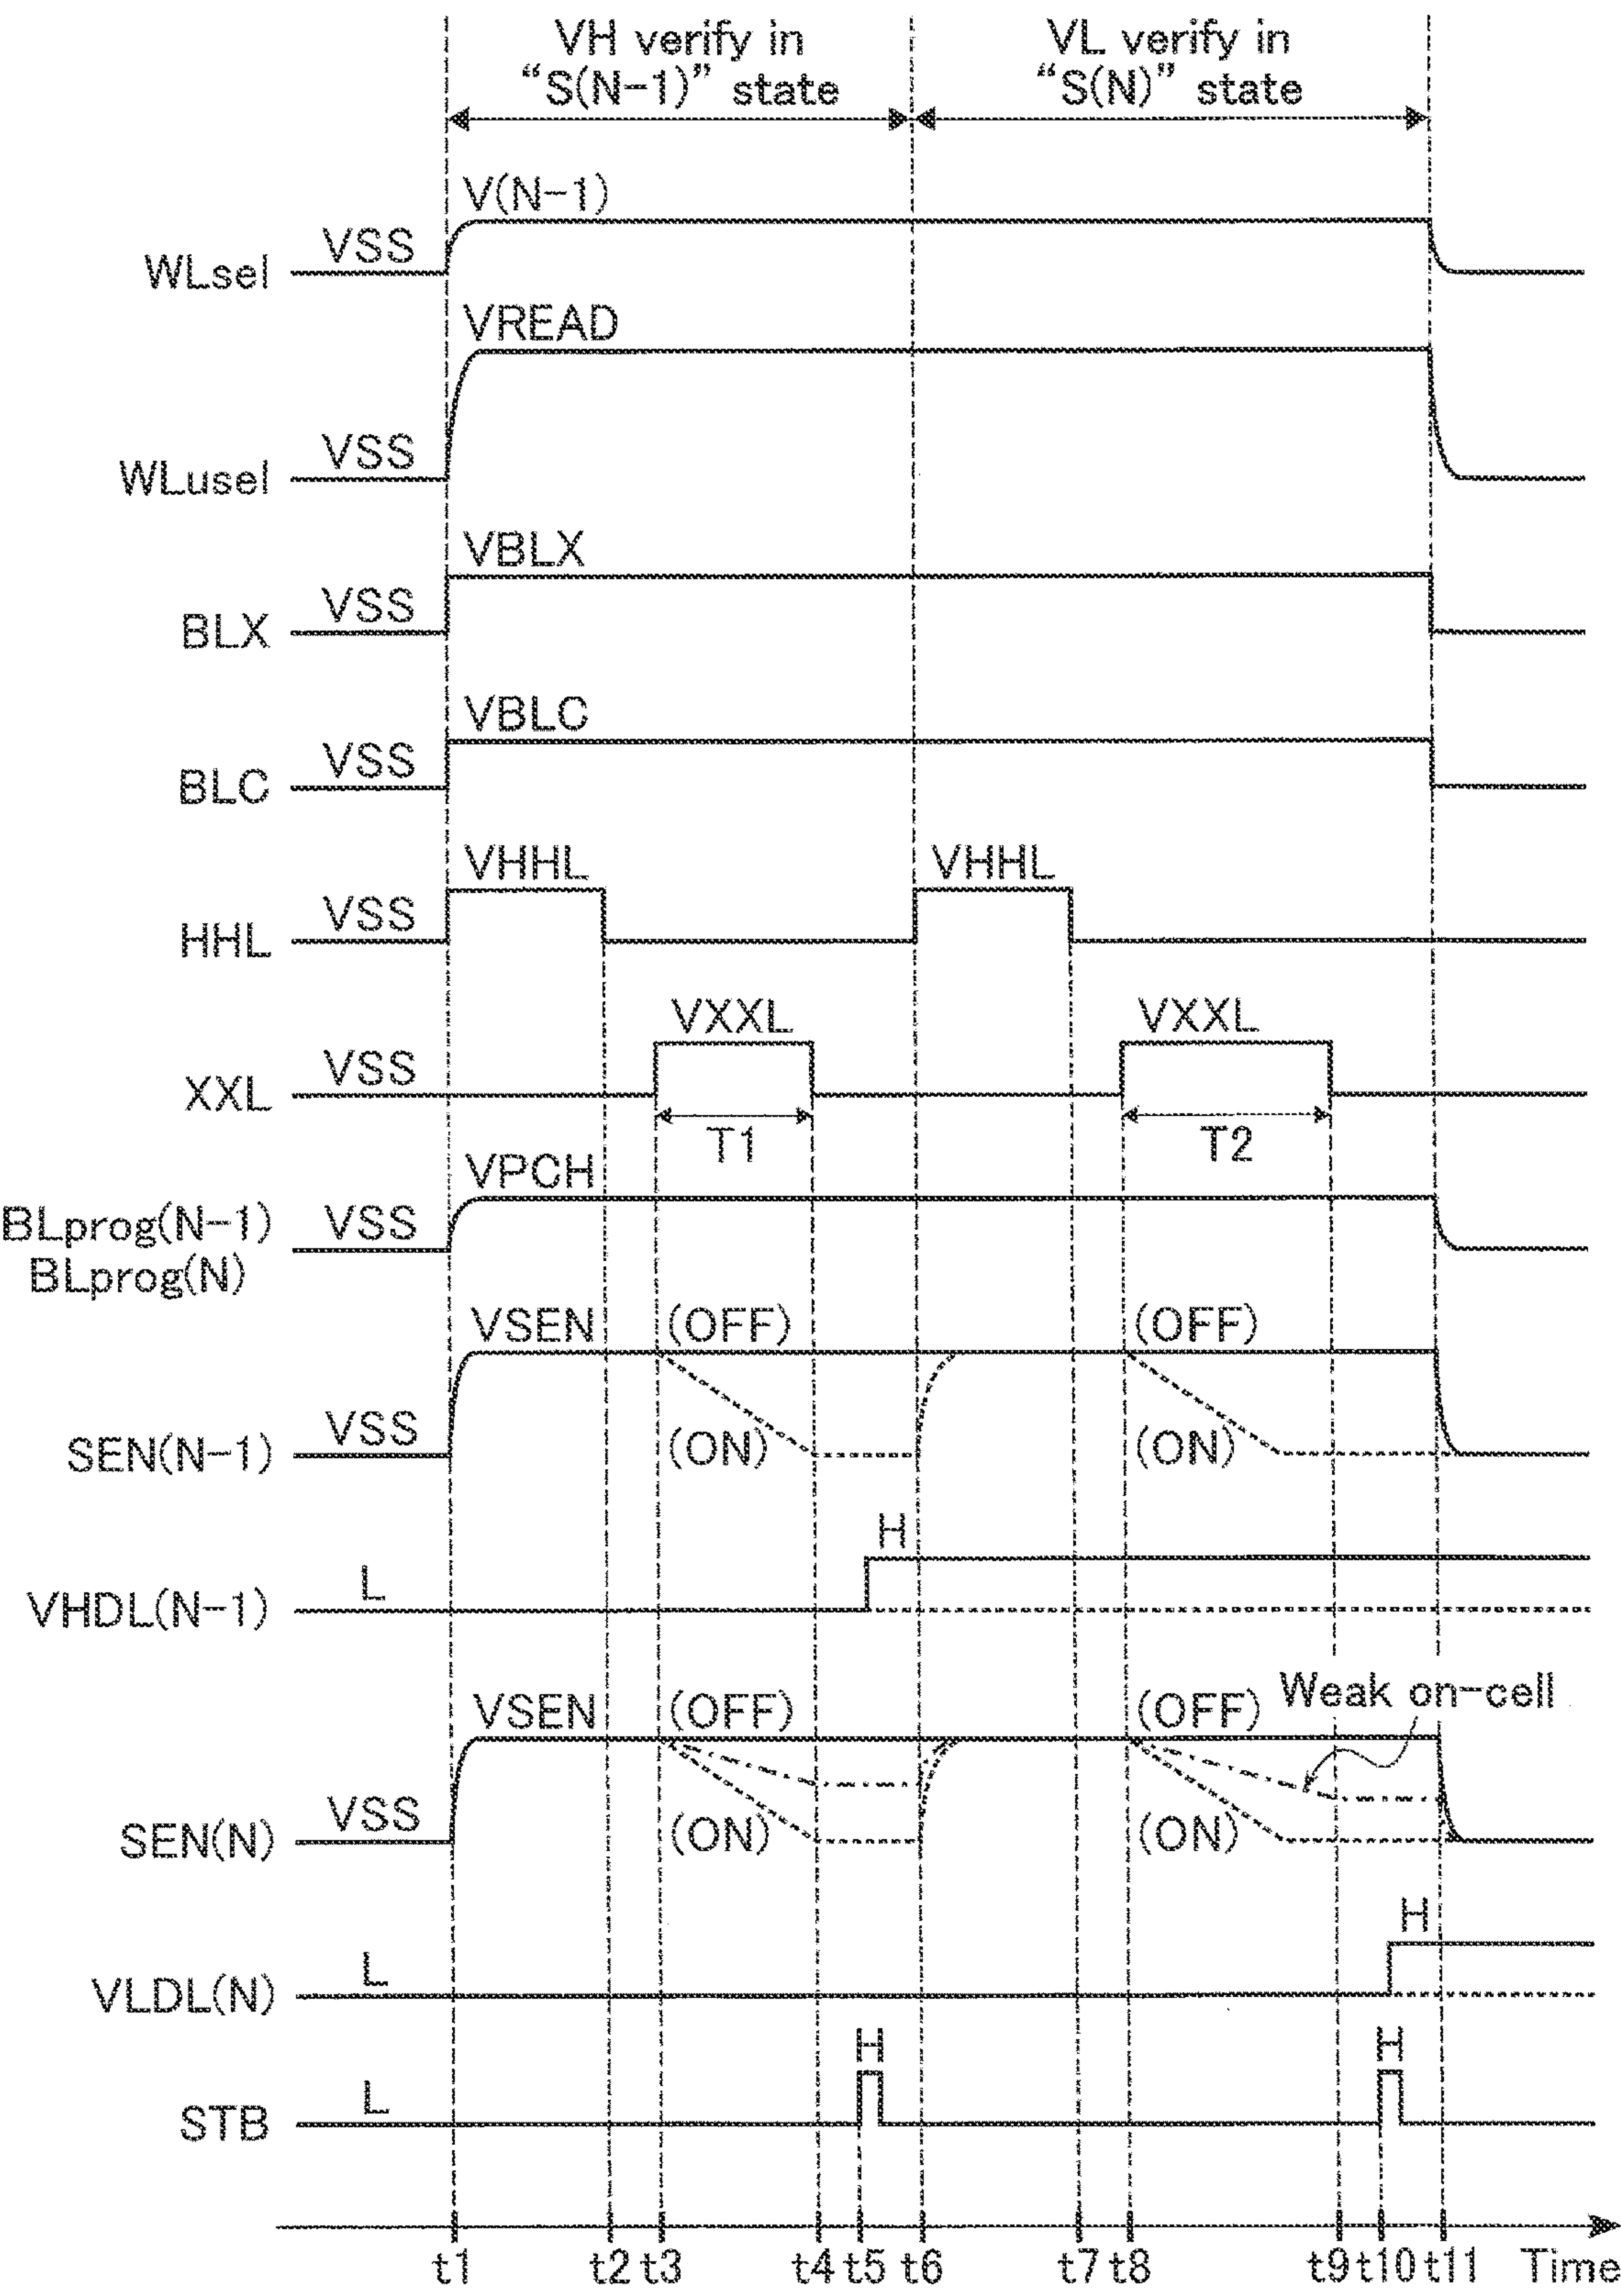 VH verify in
“S(N-1)” state
VL verify in
“S(N)” state
WLsel
VSS
V(N-1)
WLusel
VSS
VREAD
BLX
VSS
VBLX
BLC
VSS
VBLC
HHL
VSS
VHHL
VHHL
XXL
VSS
VXXL
VXXL
T1
T2
BLprog(N-1)
BLprog(N)
VSS
VPCH
SEN(N-1)
VSS
VSEN
(OFF)
(ON)
(OFF)
(ON)
VHDL(N-1)
L
H
SEN(N)
VSS
VSEN
(OFF)
(ON)
(OFF)
(ON)
Weak on-cell
VLDL(N)
L
H
STB
L
H
H
t1 t2 t3 t4 t5 t6 t7 t8 t9 t10 t11 Time